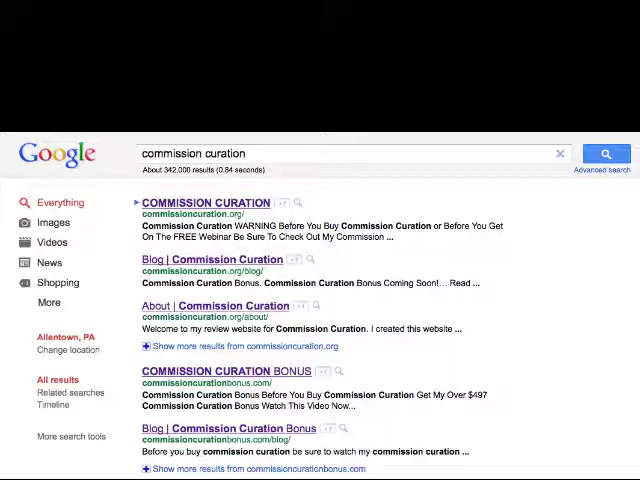 Google
commission curation
About 342,000 results (0.84 seconds)
Advanced search
Everything
Images
Videos
News
Shopping
More
Allentown, PA
Change location
All results
Related searches
Timeline
More search tools
COMMISSION CURATION
commissioncuration.org/
Commission Curation WARNING Before You Buy Commission Curation or Before You Get
On The FREE Webinar Be Sure To Check Out My Commission ...
Blog | Commission Curation
commissioncuration.org/blog/
Commission Curation Bonus. Commission Curation Bonus Coming Soon!… Read ...
About | Commission Curation
commissioncuration.org/about/
Welcome to my review website for Commission Curation. I created this website ...
Show more results from commissioncuration.org
COMMISSION CURATION BONUS
commissioncurationbonus.com/
Commission Curation Bonus Before You Buy Commission Curation Get My Over $497
Commission Curation Bonus Watch This Video Now...
Blog | Commission Curation Bonus
commissioncurationbonus.com/blog/
Before you buy commission curation be sure to watch my commission curation ...
Show more results from commissioncurationbonus.com